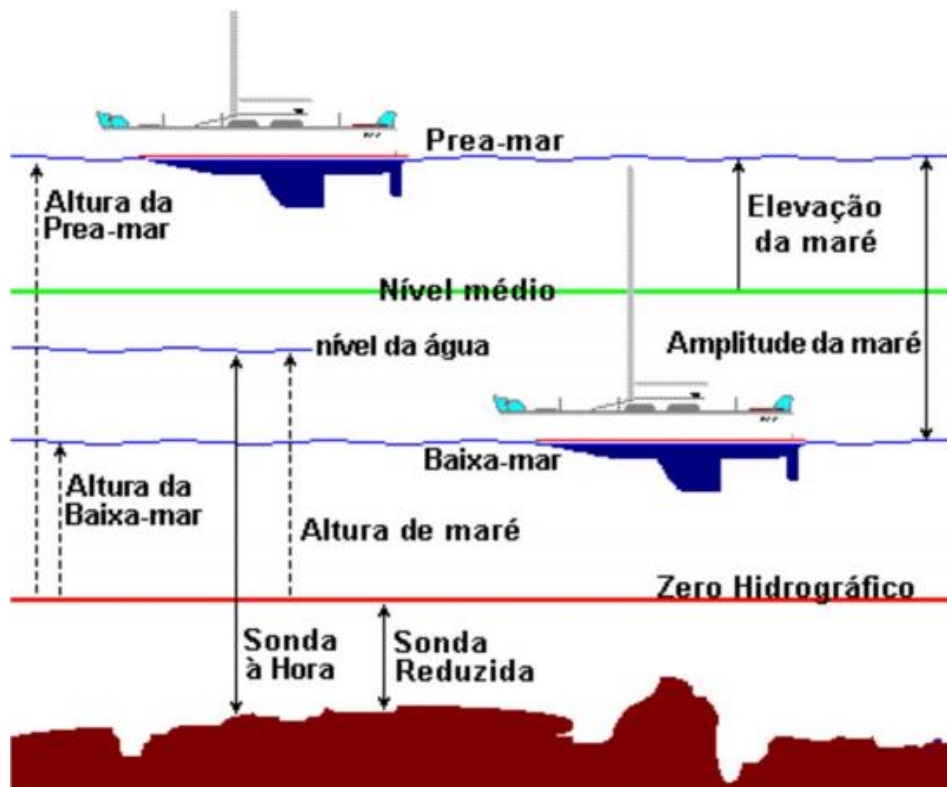 Prea-mar
Altura da
Prea-mar
Elevação
da maré
Nível médio
nível da água
Amplitude da maré
Baixa-mar
Altura da
Baixa-mar
Altura de maré
Zero Hidrográfico
Sonda
à Hora
Sonda
Reduzida